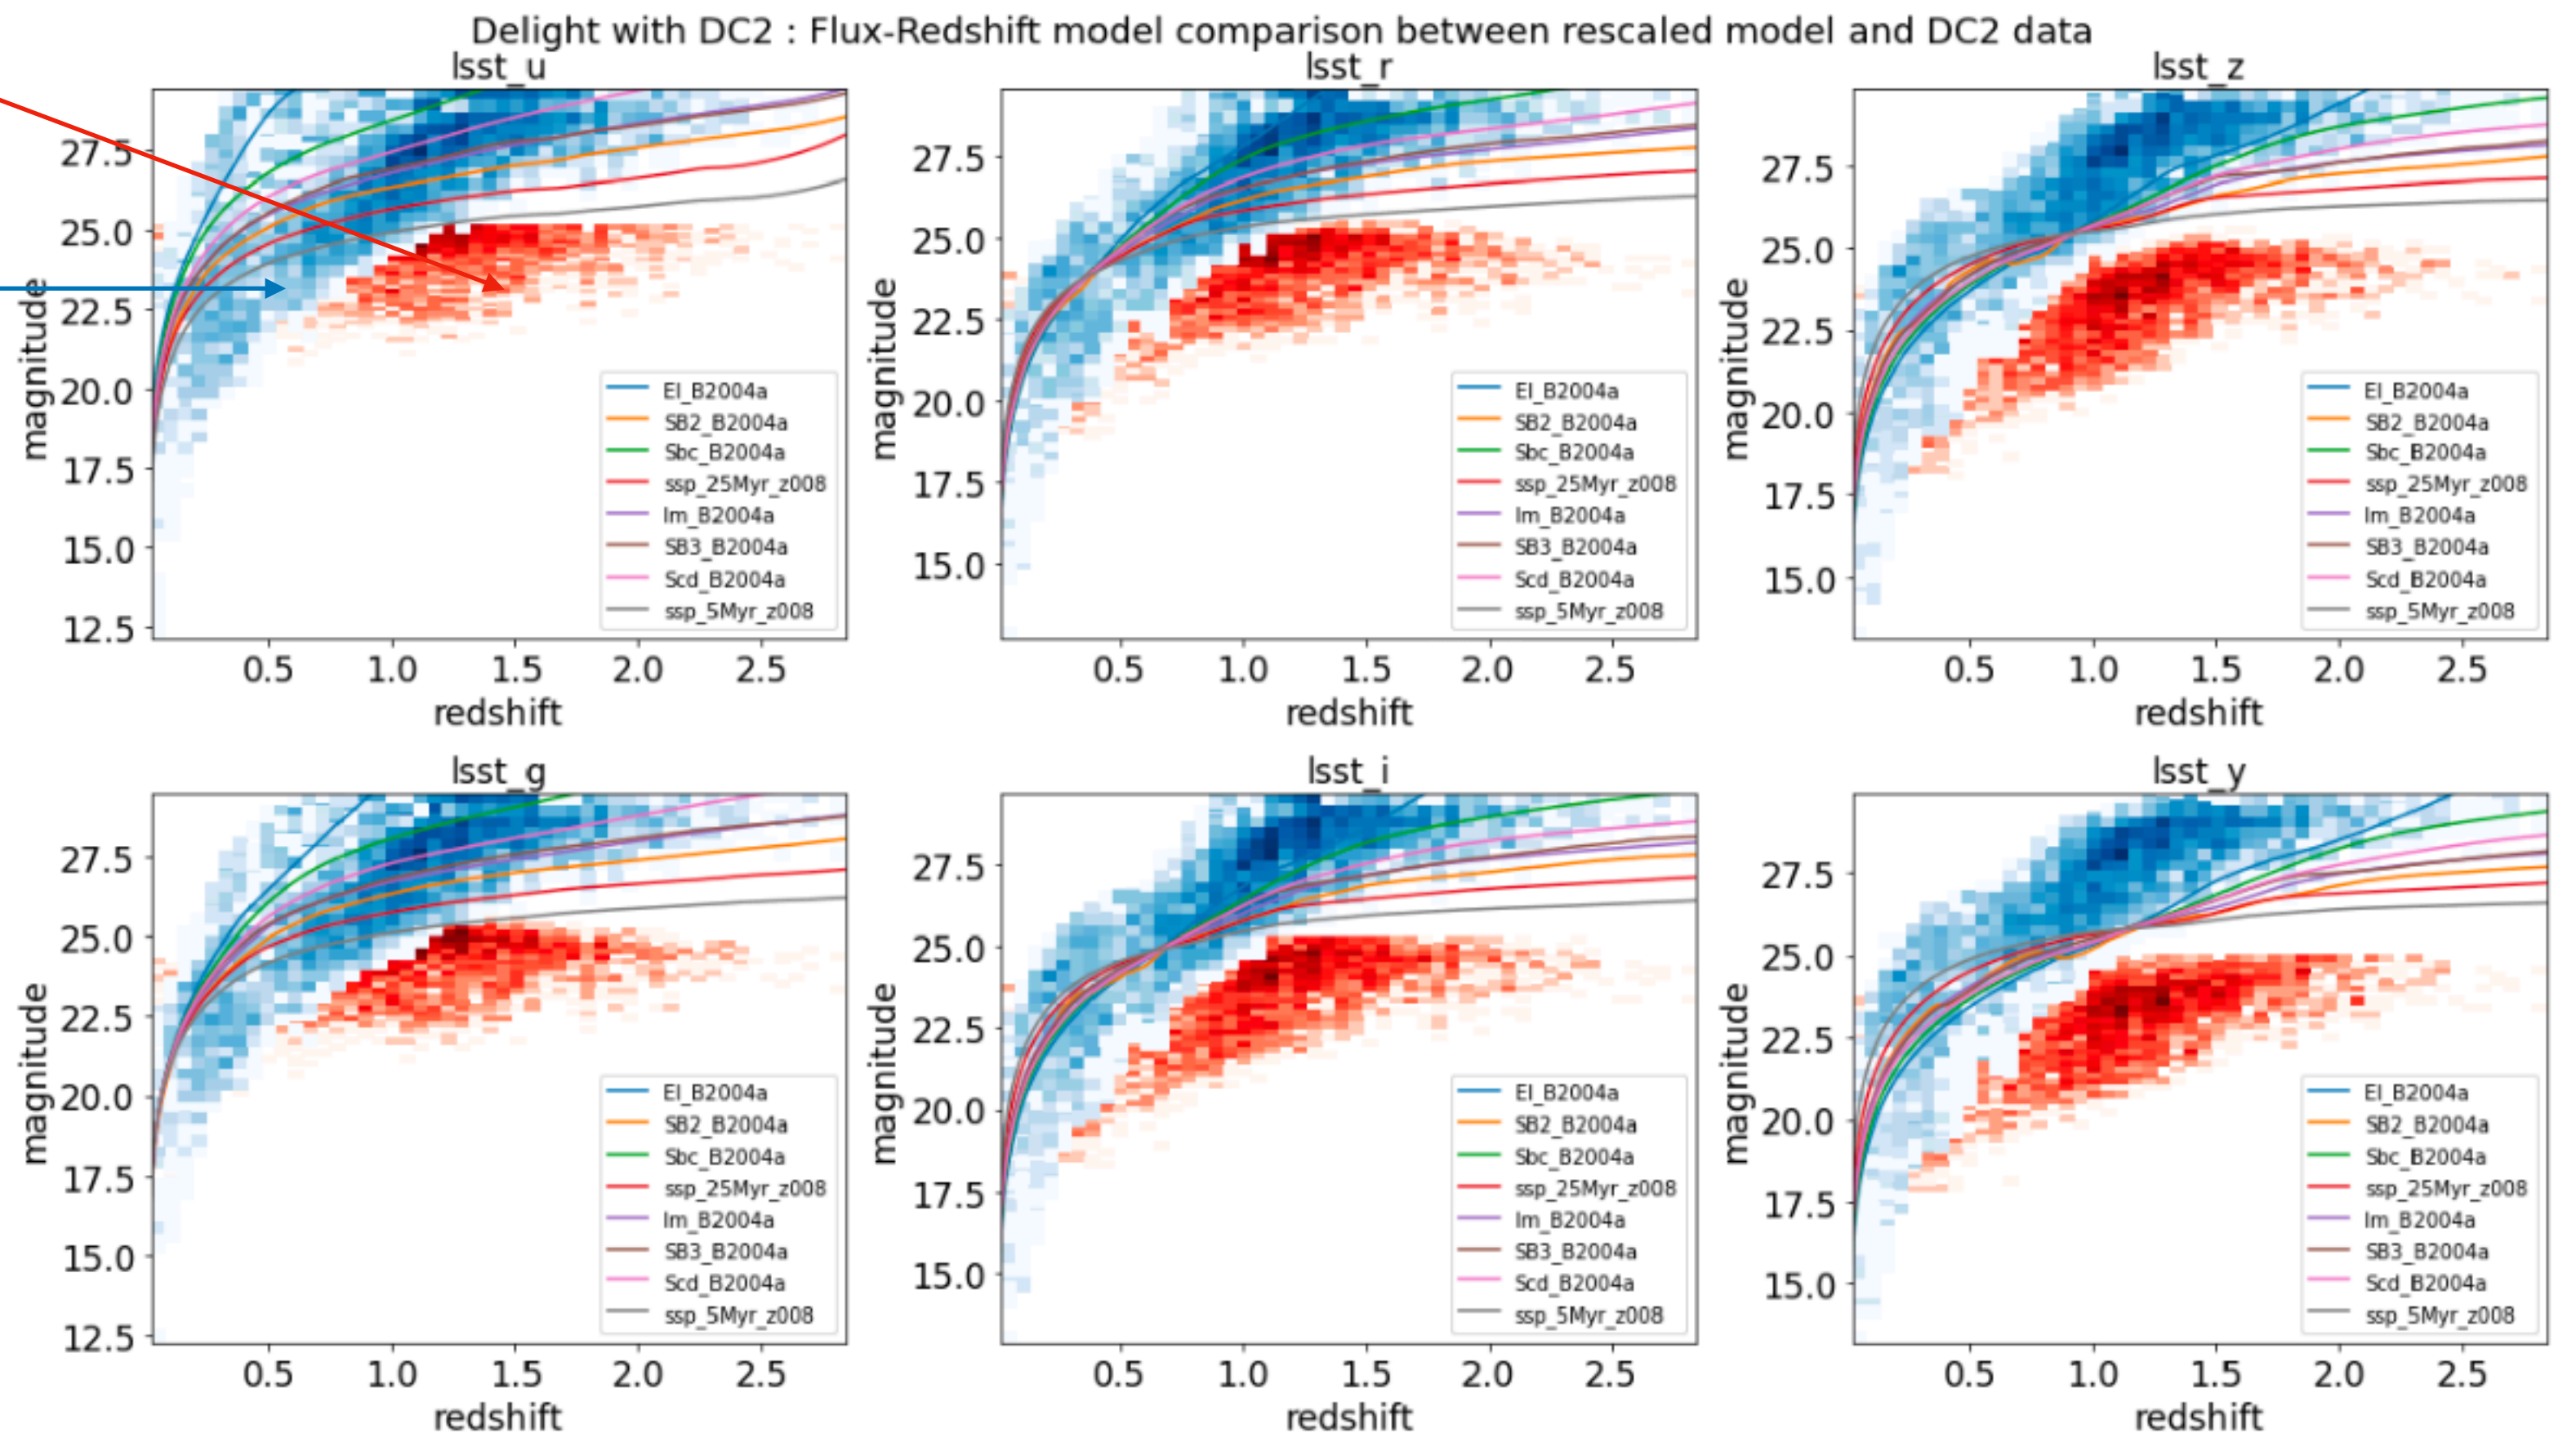 Delight with DC2 : Flux-Redshift model comparison between rescaled model and DC2 data
lsst_u
27.5
25.0
22.5
20.0
17.5
15.0
12.5
magnitude
El_B2004a
SB2_B2004a
Sbc_B2004a
ssp_25Myr_z008
Im_B2004a
SB3_B2004a
Scd_B2004a
ssp_5Myr_z008
0.5 1.0 1.5 2.0 2.5
redshift
lsst_r
27.5
25.0
22.5
20.0
17.5
15.0
magnitude
El_B2004a
SB2_B2004a
Sbc_B2004a
ssp_25Myr_z008
Im_B2004a
SB3_B2004a
Scd_B2004a
ssp_5Myr_z008
0.5 1.0 1.5 2.0 2.5
redshift
lsst_z
27.5
25.0
22.5
20.0
17.5
15.0
magnitude
El_B2004a
SB2_B2004a
Sbc_B2004a
ssp_25Myr_z008
Im_B2004a
SB3_B2004a
Scd_B2004a
ssp_5Myr_z008
0.5 1.0 1.5 2.0 2.5
redshift
lsst_g
27.5
25.0
22.5
20.0
17.5
15.0
12.5
magnitude
El_B2004a
SB2_B2004a
Sbc_B2004a
ssp_25Myr_z008
Im_B2004a
SB3_B2004a
Scd_B2004a
ssp_5Myr_z008
0.5 1.0 1.5 2.0 2.5
redshift
lsst_i
27.5
25.0
22.5
20.0
17.5
15.0
magnitude
El_B2004a
SB2_B2004a
Sbc_B2004a
ssp_25Myr_z008
Im_B2004a
SB3_B2004a
Scd_B2004a
ssp_5Myr_z008
0.5 1.0 1.5 2.0 2.5
redshift
lsst_y
27.5
25.0
22.5
20.0
17.5
15.0
magnitude
El_B2004a
SB2_B2004a
Sbc_B2004a
ssp_25Myr_z008
Im_B2004a
SB3_B2004a
Scd_B2004a
ssp_5Myr_z008
0.5 1.0 1.5 2.0 2.5
redshift